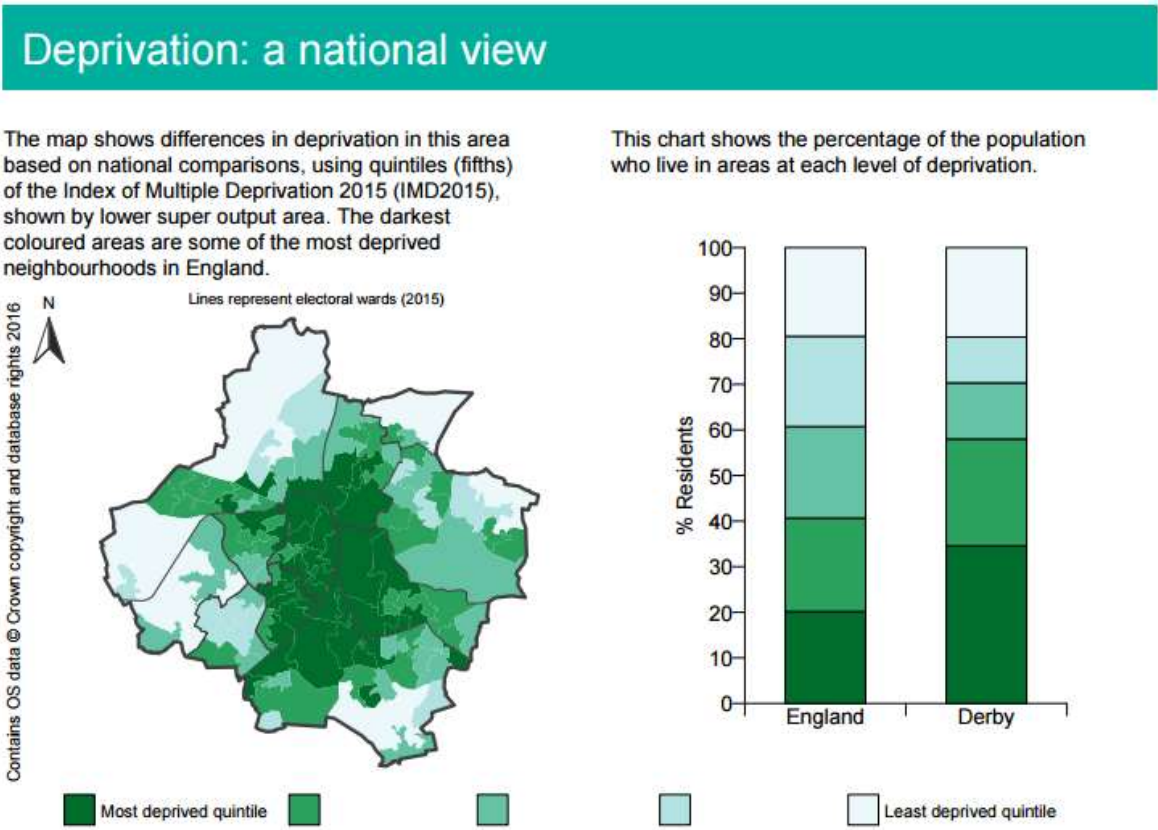 Deprivation: a national view
The map shows differences in deprivation in this area
based on national comparisons, using quintiles (fifths)
of the Index of Multiple Deprivation 2015 (IMD2015),
shown by lower super output area. The darkest
coloured areas are some of the most deprived
neighbourhoods in England.
Lines represent electoral wards (2015)
N
Contains OS data © Crown copyright and database rights 2016
This chart shows the percentage of the population
who live in areas at each level of deprivation.
% Residents
100
90
80
70
60
50
40
30
20
10
0
England
Derby
Most deprived quintile
Least deprived quintile